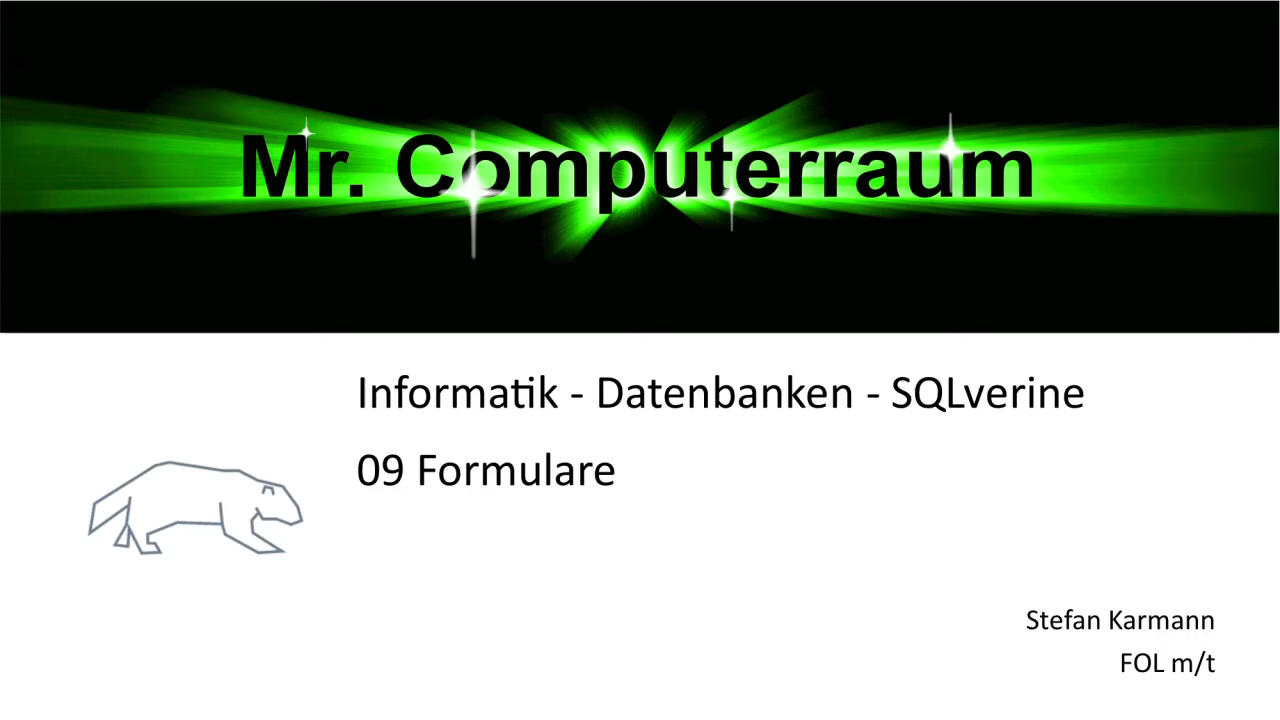 Mr. Computerraum
Informatik - Datenbanken - SQLverine
09 Formulare
Stefan Karmann
FOL m/t